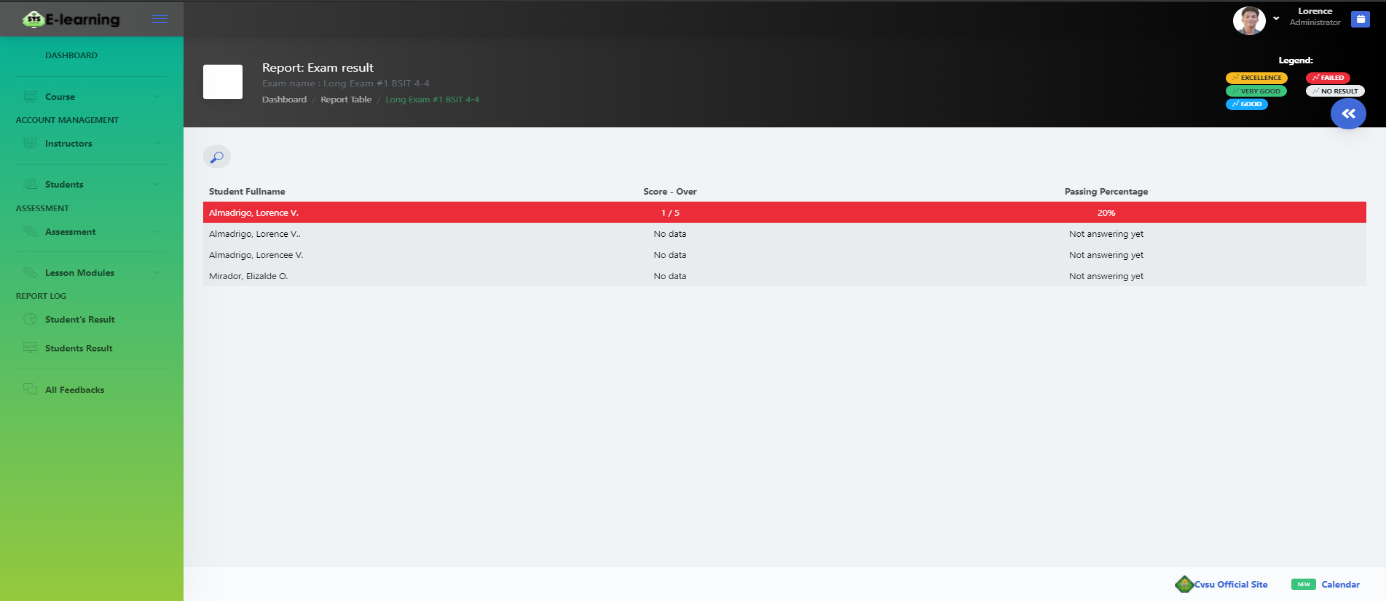 STS E-learning
Lorence
Administrator
DASHBOARD
Course
ACCOUNT MANAGEMENT
Instructors
Students
ASSESSMENT
Assessment
Lesson Modules
REPORT LOG
Student's Result
Students Result
All Feedbacks
Report: Exam result
Exam name : Long Exam #1 BSIT 4-4
Dashboard / Report Table / Long Exam #1 BSIT 4-4
Legend:
EXCELLENCE FAILED
VERY GOOD NO RESULT
GOOD
Student Fullname Score - Over Passing Percentage
Almadrigo, Lorence V. 1 / 5 20%
Almadrigo, Lorence V.. No data Not answering yet
Almadrigo, Lorencee V. No data Not answering yet
Mirador, Elizalde O. No data Not answering yet
Cvsu Official Site NEW Calendar